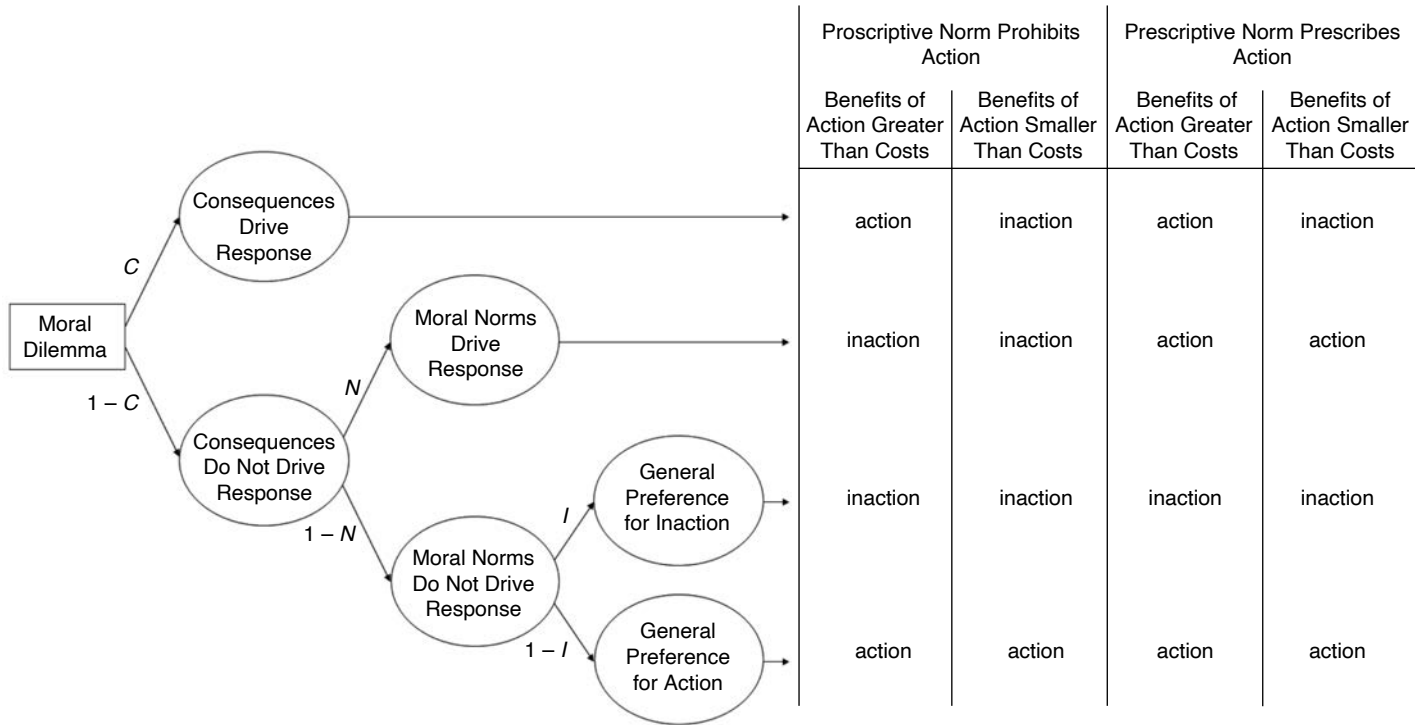 Proscriptive Norm Prohibits
Action
Prescriptive Norm Prescribes
Action
Benefits of
Action Greater
Than Costs
Benefits of
Action Smaller
Than Costs
Benefits of
Action Greater
Than Costs
Benefits of
Action Smaller
Than Costs
Consequences
Drive
Response
action
inaction
action
inaction
C
Moral
Dilemma
Moral Norms
Drive
Response
inaction
inaction
action
action
1 – C
N
Consequences
Do Not Drive
Response
General
Preference
for Inaction
inaction
inaction
inaction
inaction
1 – N
I
Moral Norms
Do Not Drive
Response
1 – I
General
Preference
for Action
action
action
action
action